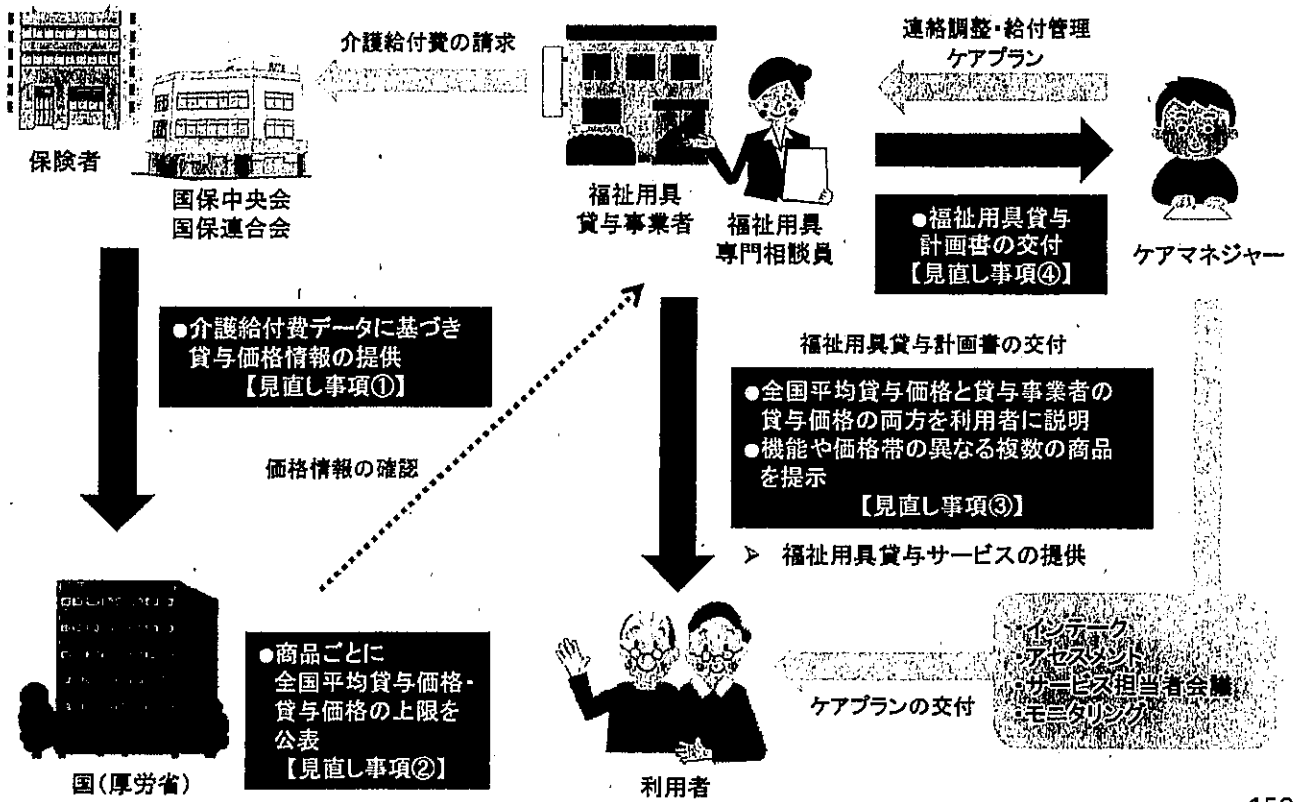 介護給付費の請求
連絡調整・給付管理
ケアプラン
保険者
国保中央会
国保連合会
福祉用具
貸与事業者
福祉用具
専門相談員
●福祉用具貸与
計画書の交付
【見直し事項④】
ケアマネジャー
●介護給付費データに基づき
貸与価格情報の提供
【見直し事項①】
福祉用具貸与計画書の交付
●全国平均貸与価格と貸与事業者の
貸与価格の両方を利用者に説明
●機能や価格帯の異なる複数の商品
を提示
【見直し事項③】
価格情報の確認
➢ 福祉用具貸与サービスの提供
●商品ごとに
全国平均貸与価格・
貸与価格の上限を
公表
【見直し事項②】
・インテーク
・アセスメント
・サービス担当者会議
・モニタリング
ケアプランの交付
国(厚労省)
利用者